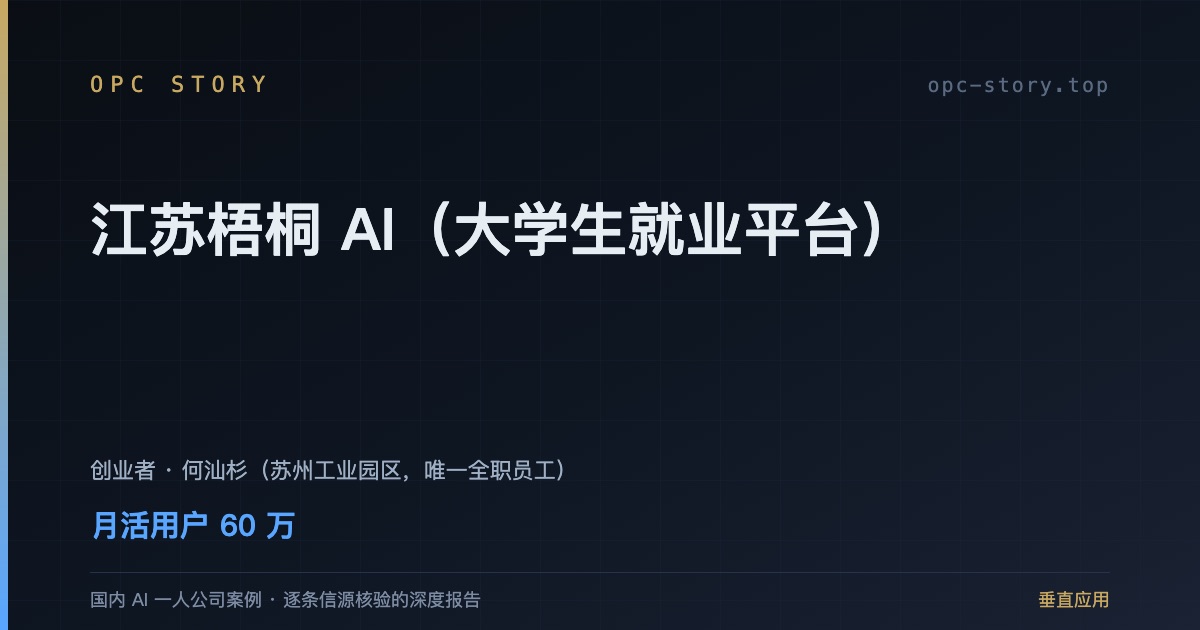 OPC STORY
opc-story.top
江苏梧桐 AI（大学生就业平台）
创业者 · 何汕杉（苏州工业园区，唯一全职员工）
月活用户 60 万
国内 AI 一人公司案例 · 逐条信源核验的深度报告
垂直应用